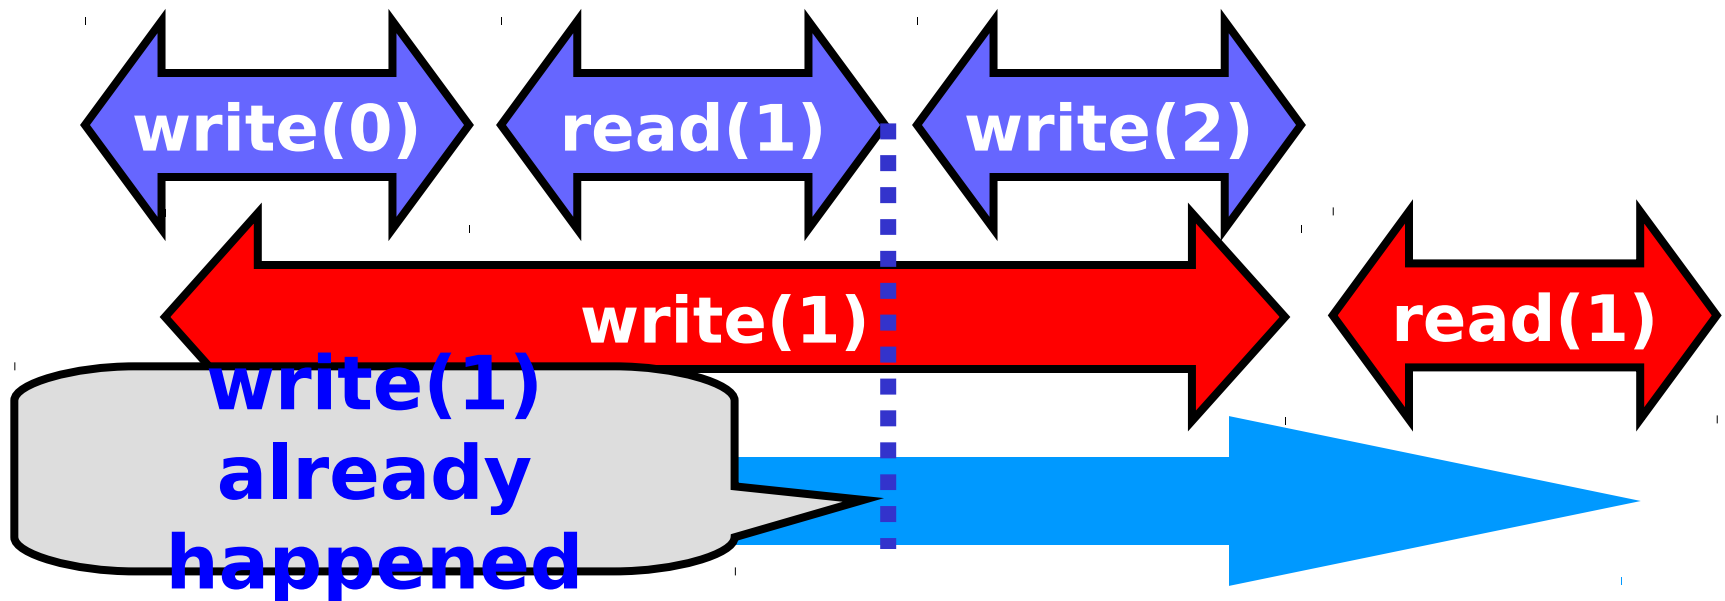 write(0)
read(1)
write(2)
write(1)
read(1)
write(1)
already
happened